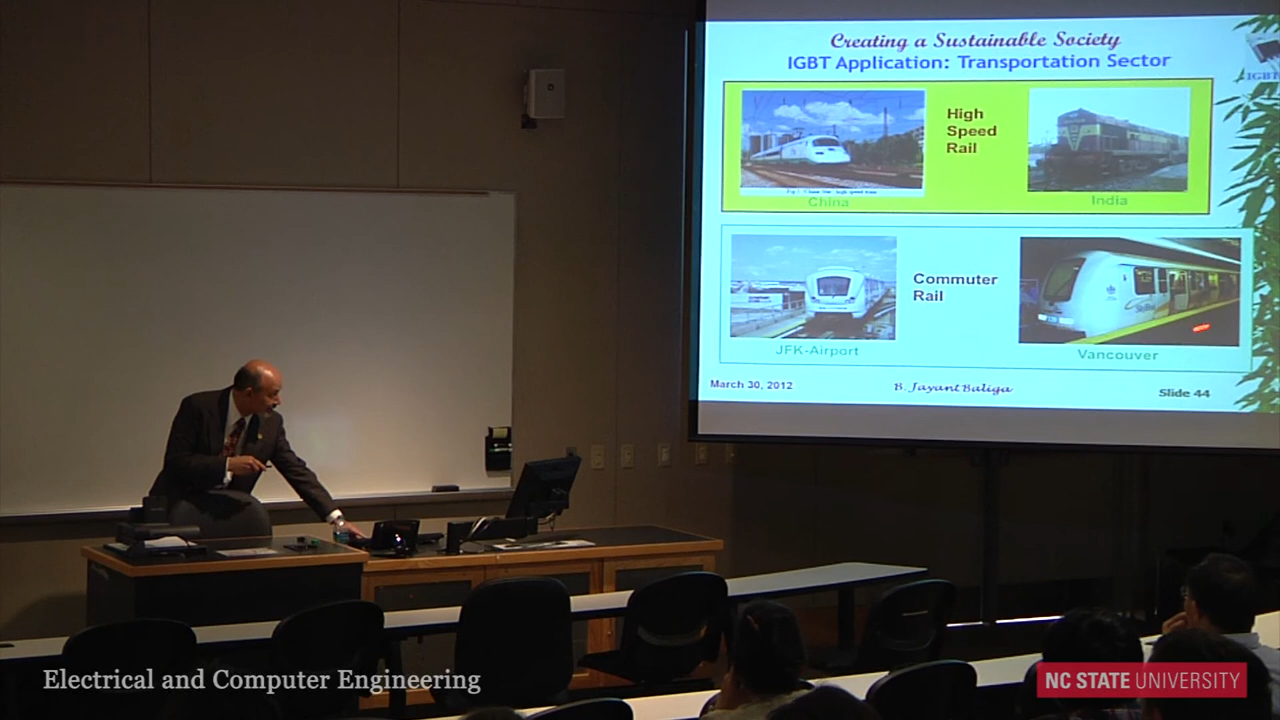 Creating a Sustainable Society
IGBT Application: Transportation Sector
IGBT
High
Speed
Rail
China
India
Commuter
Rail
JFK-Airport
Vancouver
March 30, 2012
B. Jayant Baliga
Slide 44
Electrical and Computer Engineering
NC STATE UNIVERSITY